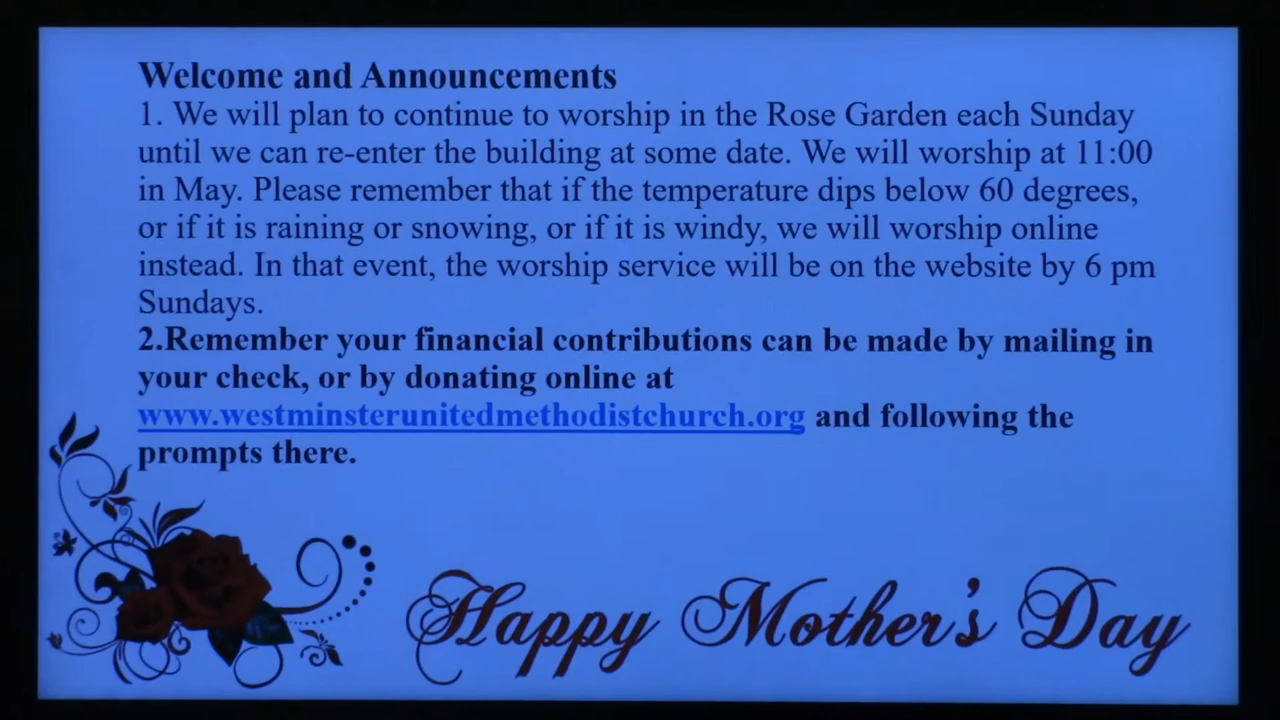 Welcome and Announcements
1. We will plan to continue to worship in the Rose Garden each Sunday
until we can re-enter the building at some date. We will worship at 11:00
in May. Please remember that if the temperature dips below 60 degrees,
or if it is raining or snowing, or if it is windy, we will worship online
instead. In that event, the worship service will be on the website by 6 pm
Sundays.
2.Remember your financial contributions can be made by mailing in
your check, or by donating online at
www.westminsterunitedmethodistchurch.org and following the
prompts there.
Happy Mother's Day